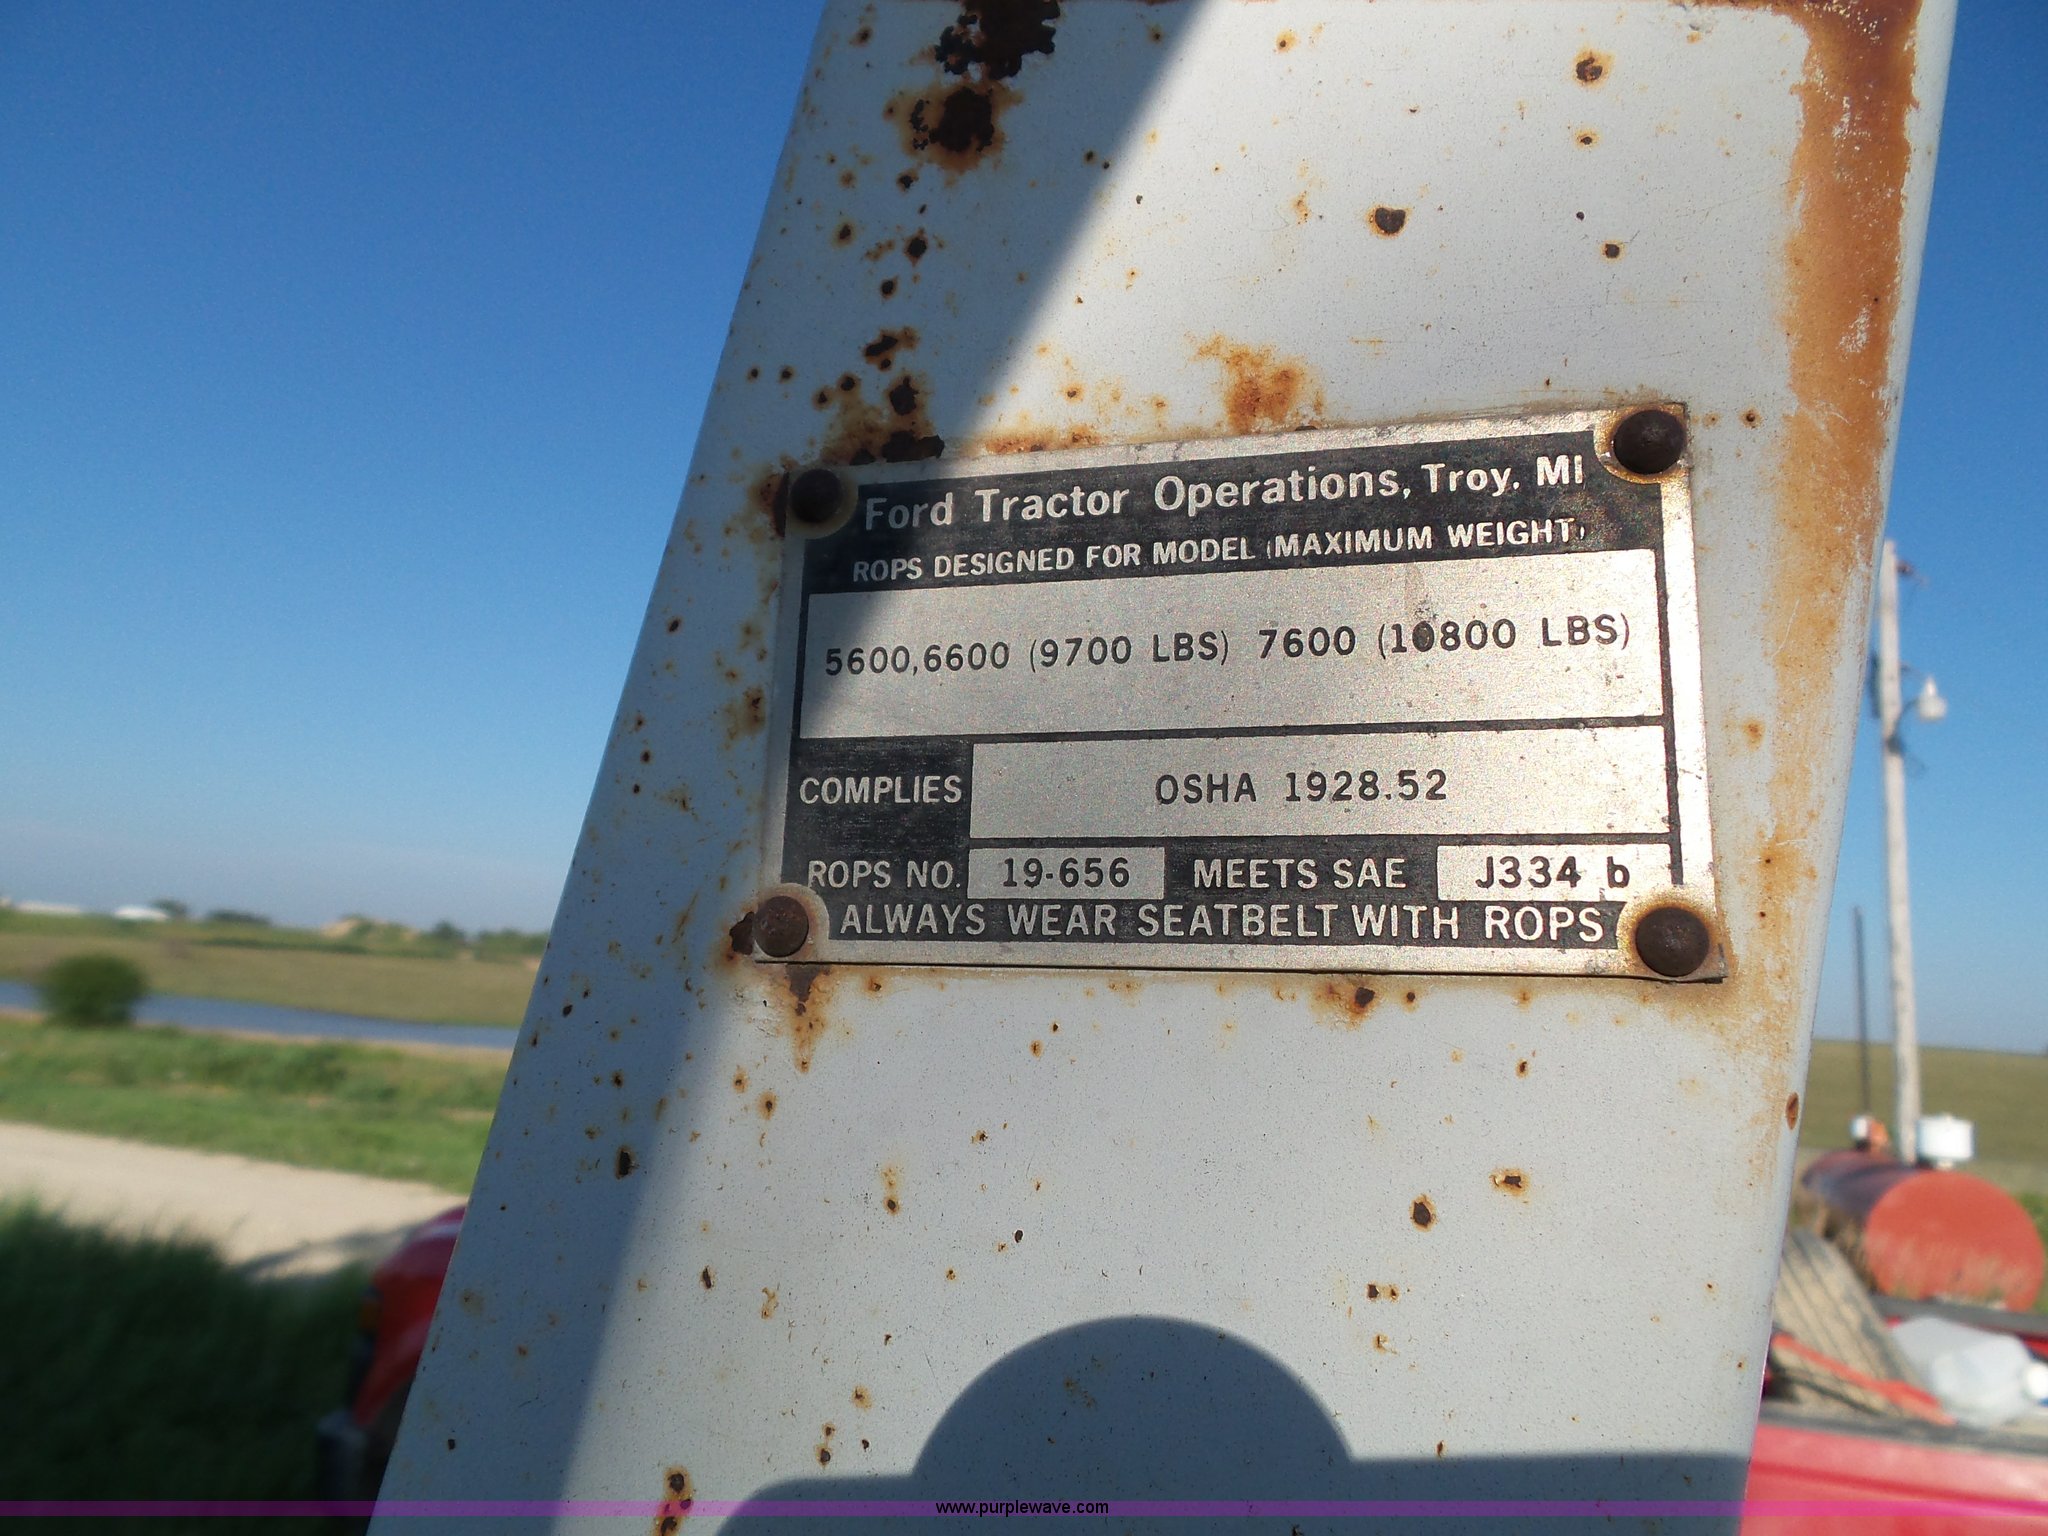 Ford Tractor Operations, Troy, MI
ROPS DESIGNED FOR MODEL (MAXIMUM WEIGHT)
5600,6600 (9700 LBS) 7600 (10800 LBS)
COMPLIES OSHA 1928.52
ROPS NO. 19-656 MEETS SAE J334 b
ALWAYS WEAR SEATBELT WITH ROPS
www.purplewave.com